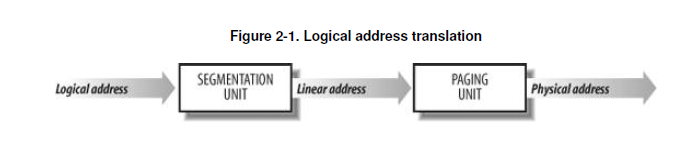 Figure 2-1. Logical address translation
Logical address
SEGMENTATION
UNIT
Linear address
PAGING
UNIT
Physical address